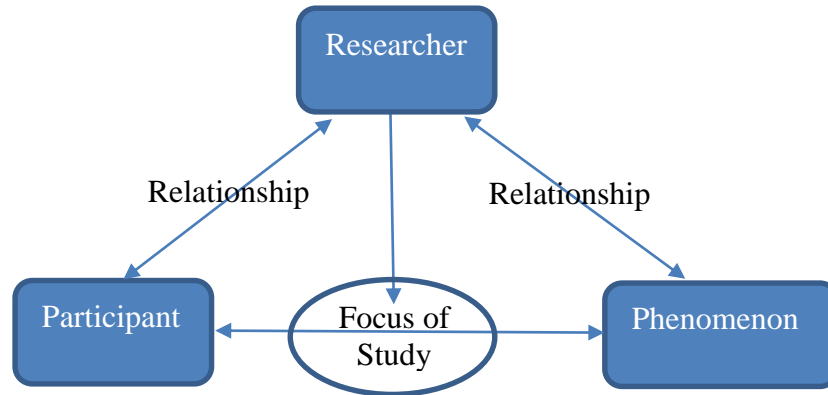 Researcher
Relationship
Relationship
Participant
Focus of
Study
Phenomenon